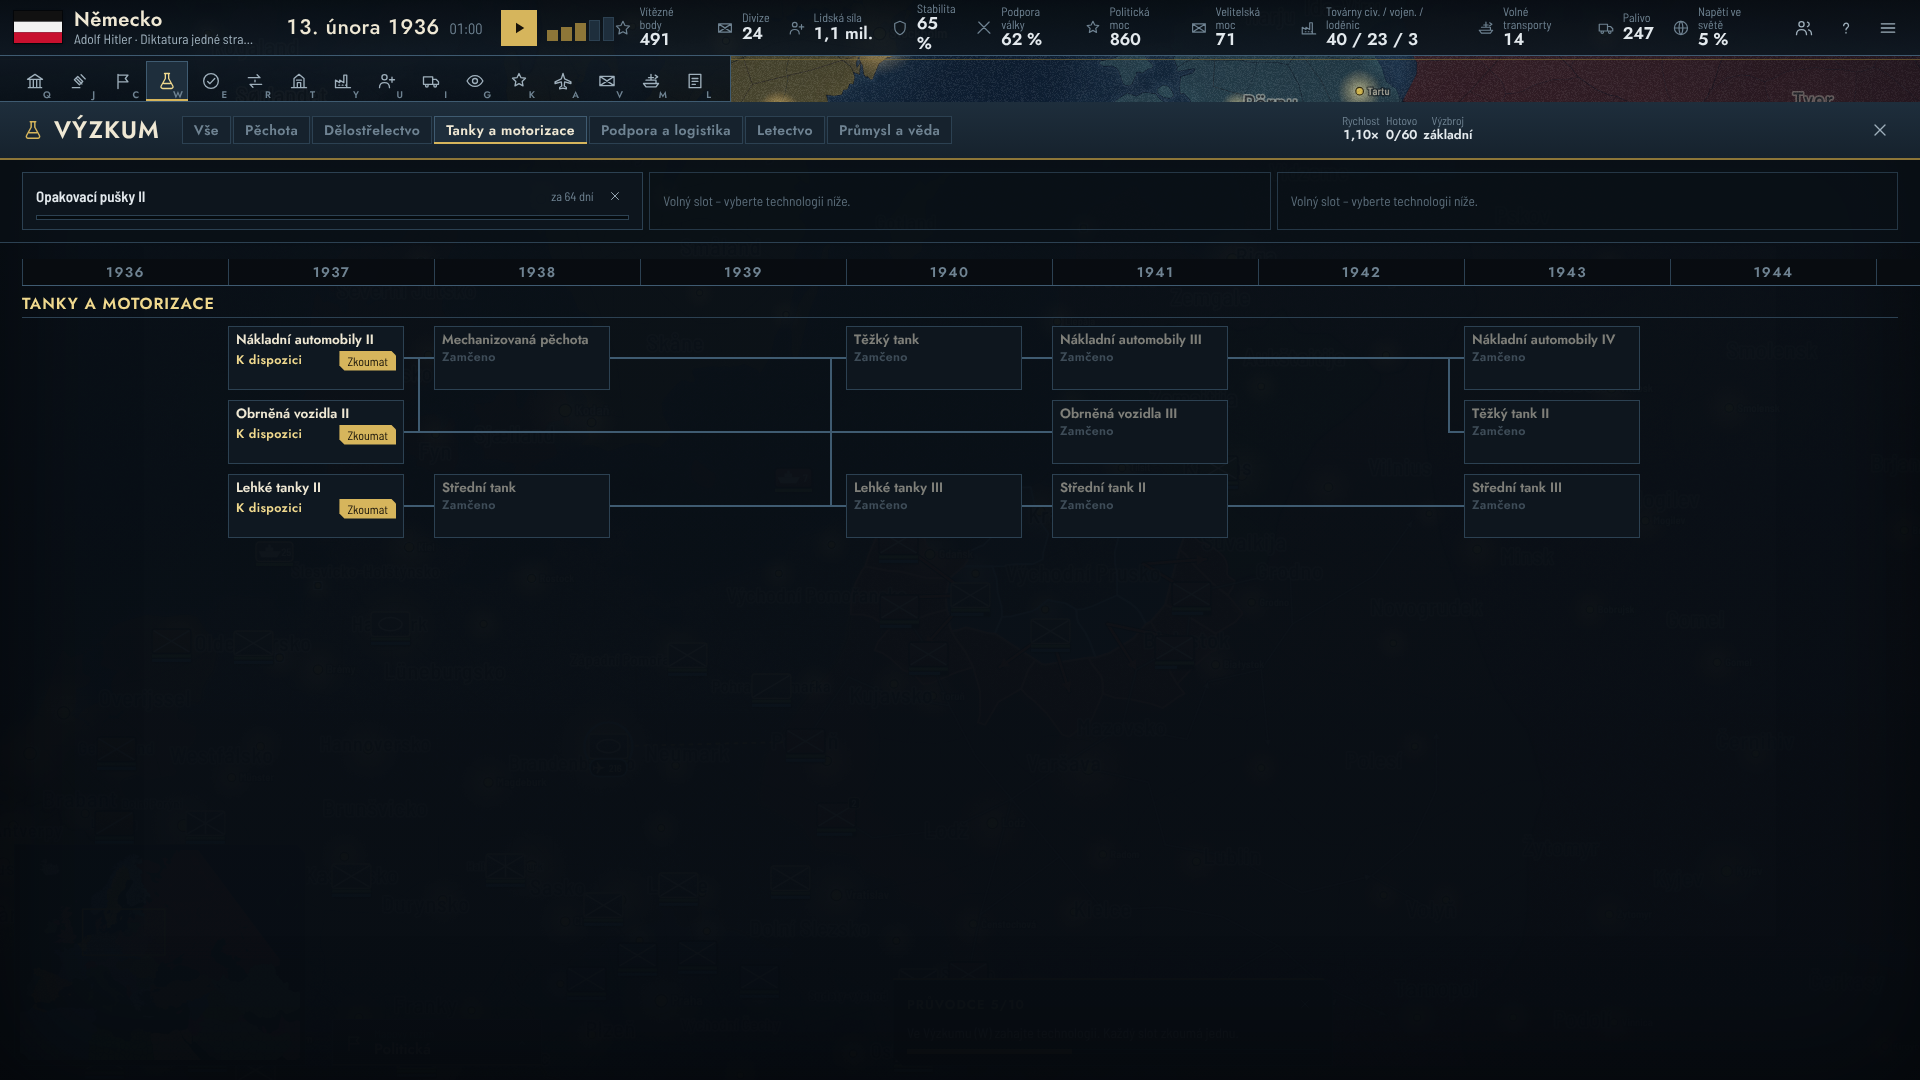 Německo
Adolf Hitler · Diktatura jedné stra...
13. února 1936 01:00
Vítězné body 491
Divize 24
Lidská síla 1,1 mil.
Stabilita 65 %
Podpora války 62 %
Politická moc 860
Velitelská moc 71
Továrny civ. / vojen. / loděnic 40 / 23 / 3
Volné transporty 14
Palivo 247
Napětí ve světě 5 %
?
Q J C W E R T Y U I G K A V M L
Tartu
VÝZKUM
Vše
Pěchota
Dělostřelectvo
Tanky a motorizace
Podpora a logistika
Letectvo
Průmysl a věda
Rychlost 1,10×
Hotovo 0/60
Výzbroj základní
Opakovací pušky II
za 64 dní
Volný slot – vyberte technologii níže.
Volný slot – vyberte technologii níže.
1936 1937 1938 1939 1940 1941 1942 1943 1944
TANKY A MOTORIZACE
Nákladní automobily II
K dispozici
Zkoumat
Mechanizovaná pěchota
Zamčeno
Těžký tank
Zamčeno
Nákladní automobily III
Zamčeno
Nákladní automobily IV
Zamčeno
Obrněná vozidla II
K dispozici
Zkoumat
Obrněná vozidla III
Zamčeno
Těžký tank II
Zamčeno
Lehké tanky II
K dispozici
Zkoumat
Střední tank
Zamčeno
Lehké tanky III
Zamčeno
Střední tank II
Zamčeno
Střední tank III
Zamčeno